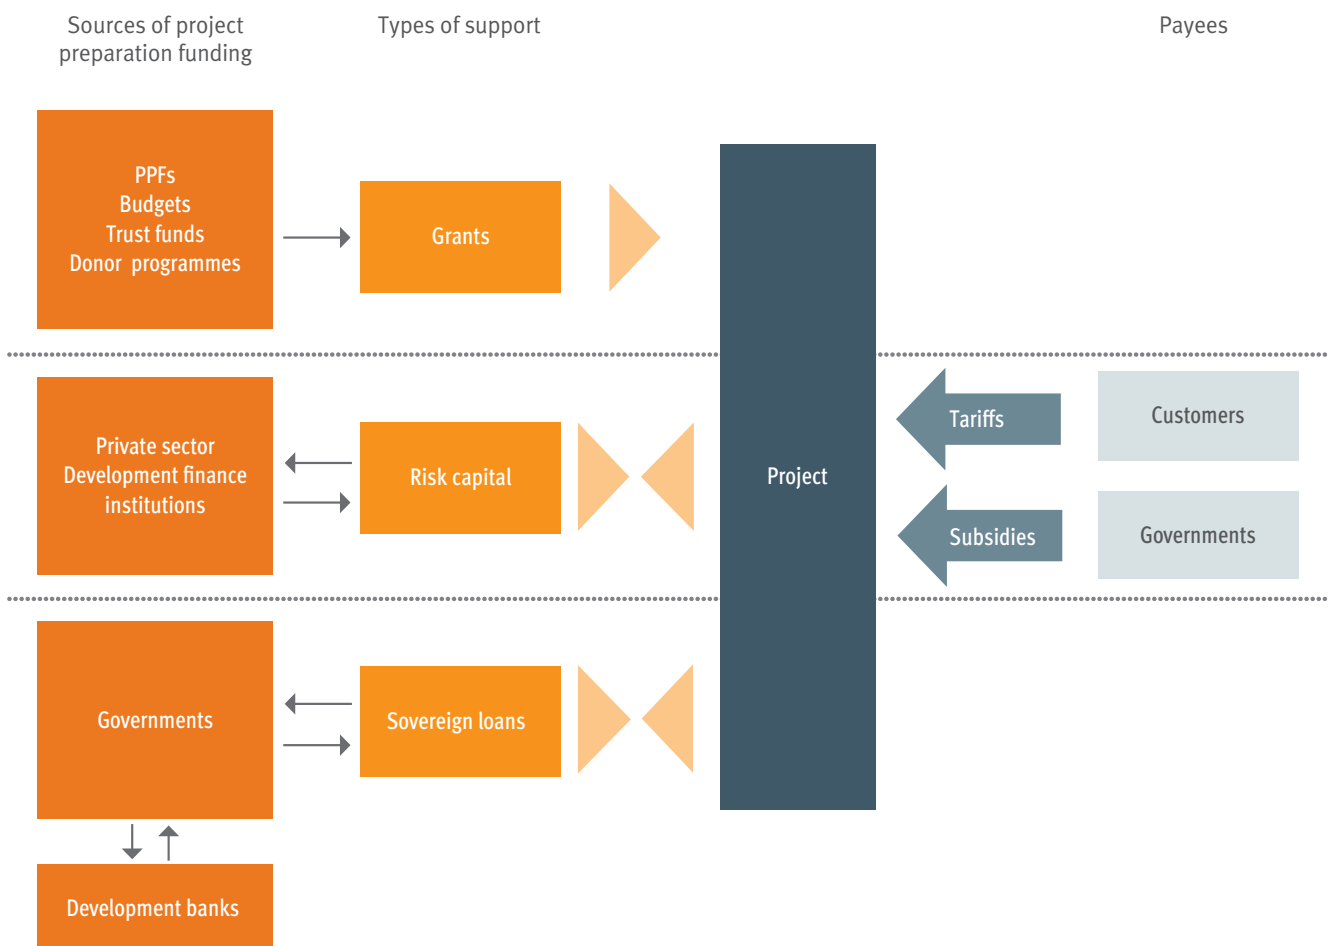 Sources of project
preparation funding
Types of support
Payees
PPFs
Budgets
Trust funds
Donor programmes
Grants
Private sector
Development finance
institutions
Risk capital
Project
Tariffs
Customers
Subsidies
Governments
Governments
Sovereign loans
Development banks